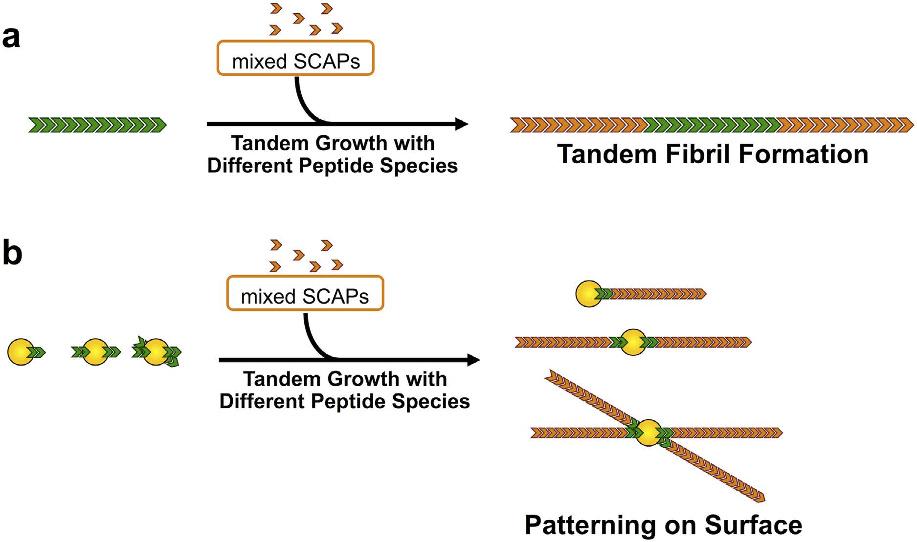 a
mixed SCAPs
Tandem Growth with
Different Peptide Species
Tandem Fibril Formation
b
mixed SCAPs
Tandem Growth with
Different Peptide Species
Patterning on Surface